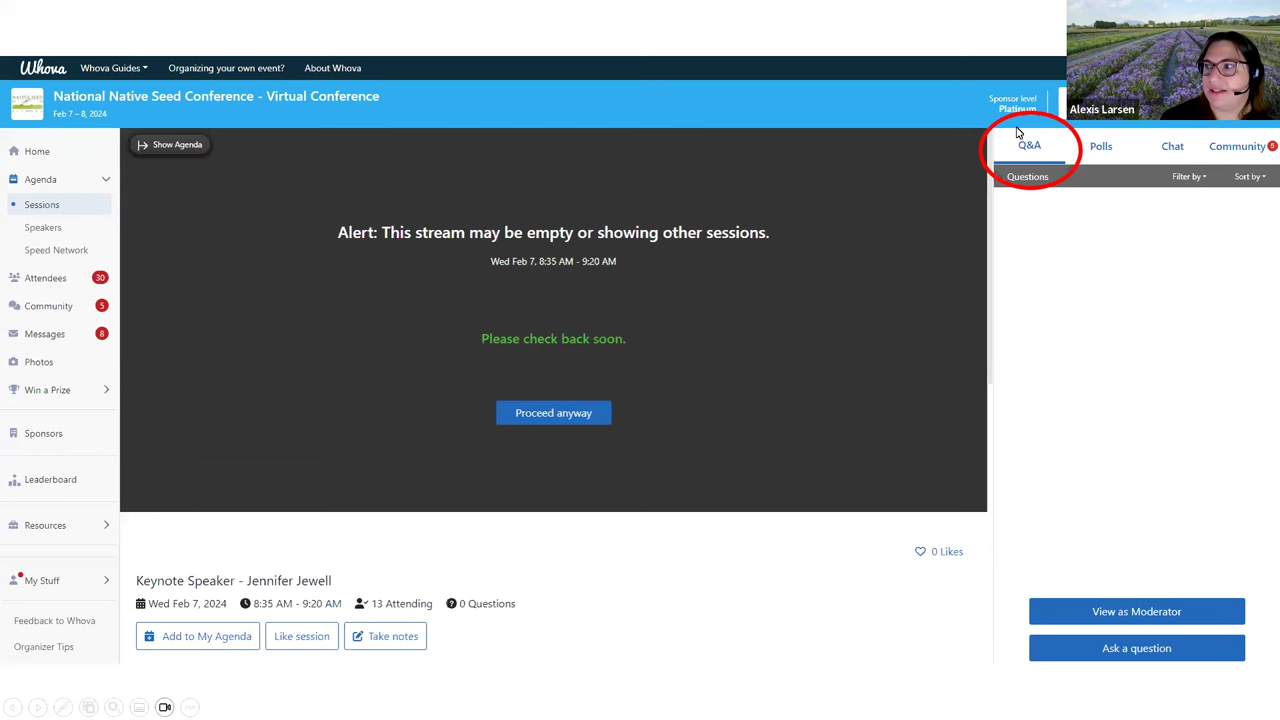 Whova
Whova Guides
Organizing your own event?
About Whova
National Native Seed Conference - Virtual Conference
Feb 7 – 8, 2024
Sponsor level
Platinum
Alexis Larsen
Home
Agenda
Sessions
Speakers
Speed Network
Attendees 30
Community 5
Messages 8
Photos
Win a Prize
Sponsors
Leaderboard
Resources
My Stuff
Feedback to Whova
Organizer Tips
Show Agenda
Alert: This stream may be empty or showing other sessions.
Wed Feb 7, 8:35 AM - 9:20 AM
Please check back soon.
Proceed anyway
0 Likes
Keynote Speaker - Jennifer Jewell
Wed Feb 7, 2024 8:35 AM - 9:20 AM 13 Attending 0 Questions
Add to My Agenda
Like session
Take notes
Q&A
Polls
Chat
Community 5
Questions
Filter by
Sort by
View as Moderator
Ask a question